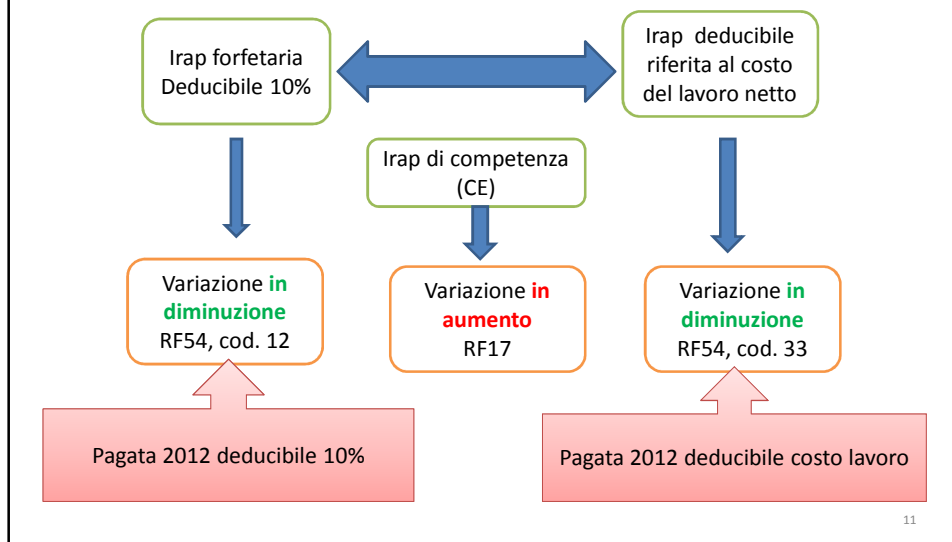 Irap forfetaria
Deducibile 10%
Irap deducibile
riferita al costo
del lavoro netto
Irap di competenza
(CE)
Variazione in
diminuzione
RF54, cod. 12
Variazione in
aumento
RF17
Variazione in
diminuzione
RF54, cod. 33
Pagata 2012 deducibile 10%
Pagata 2012 deducibile costo lavoro
11